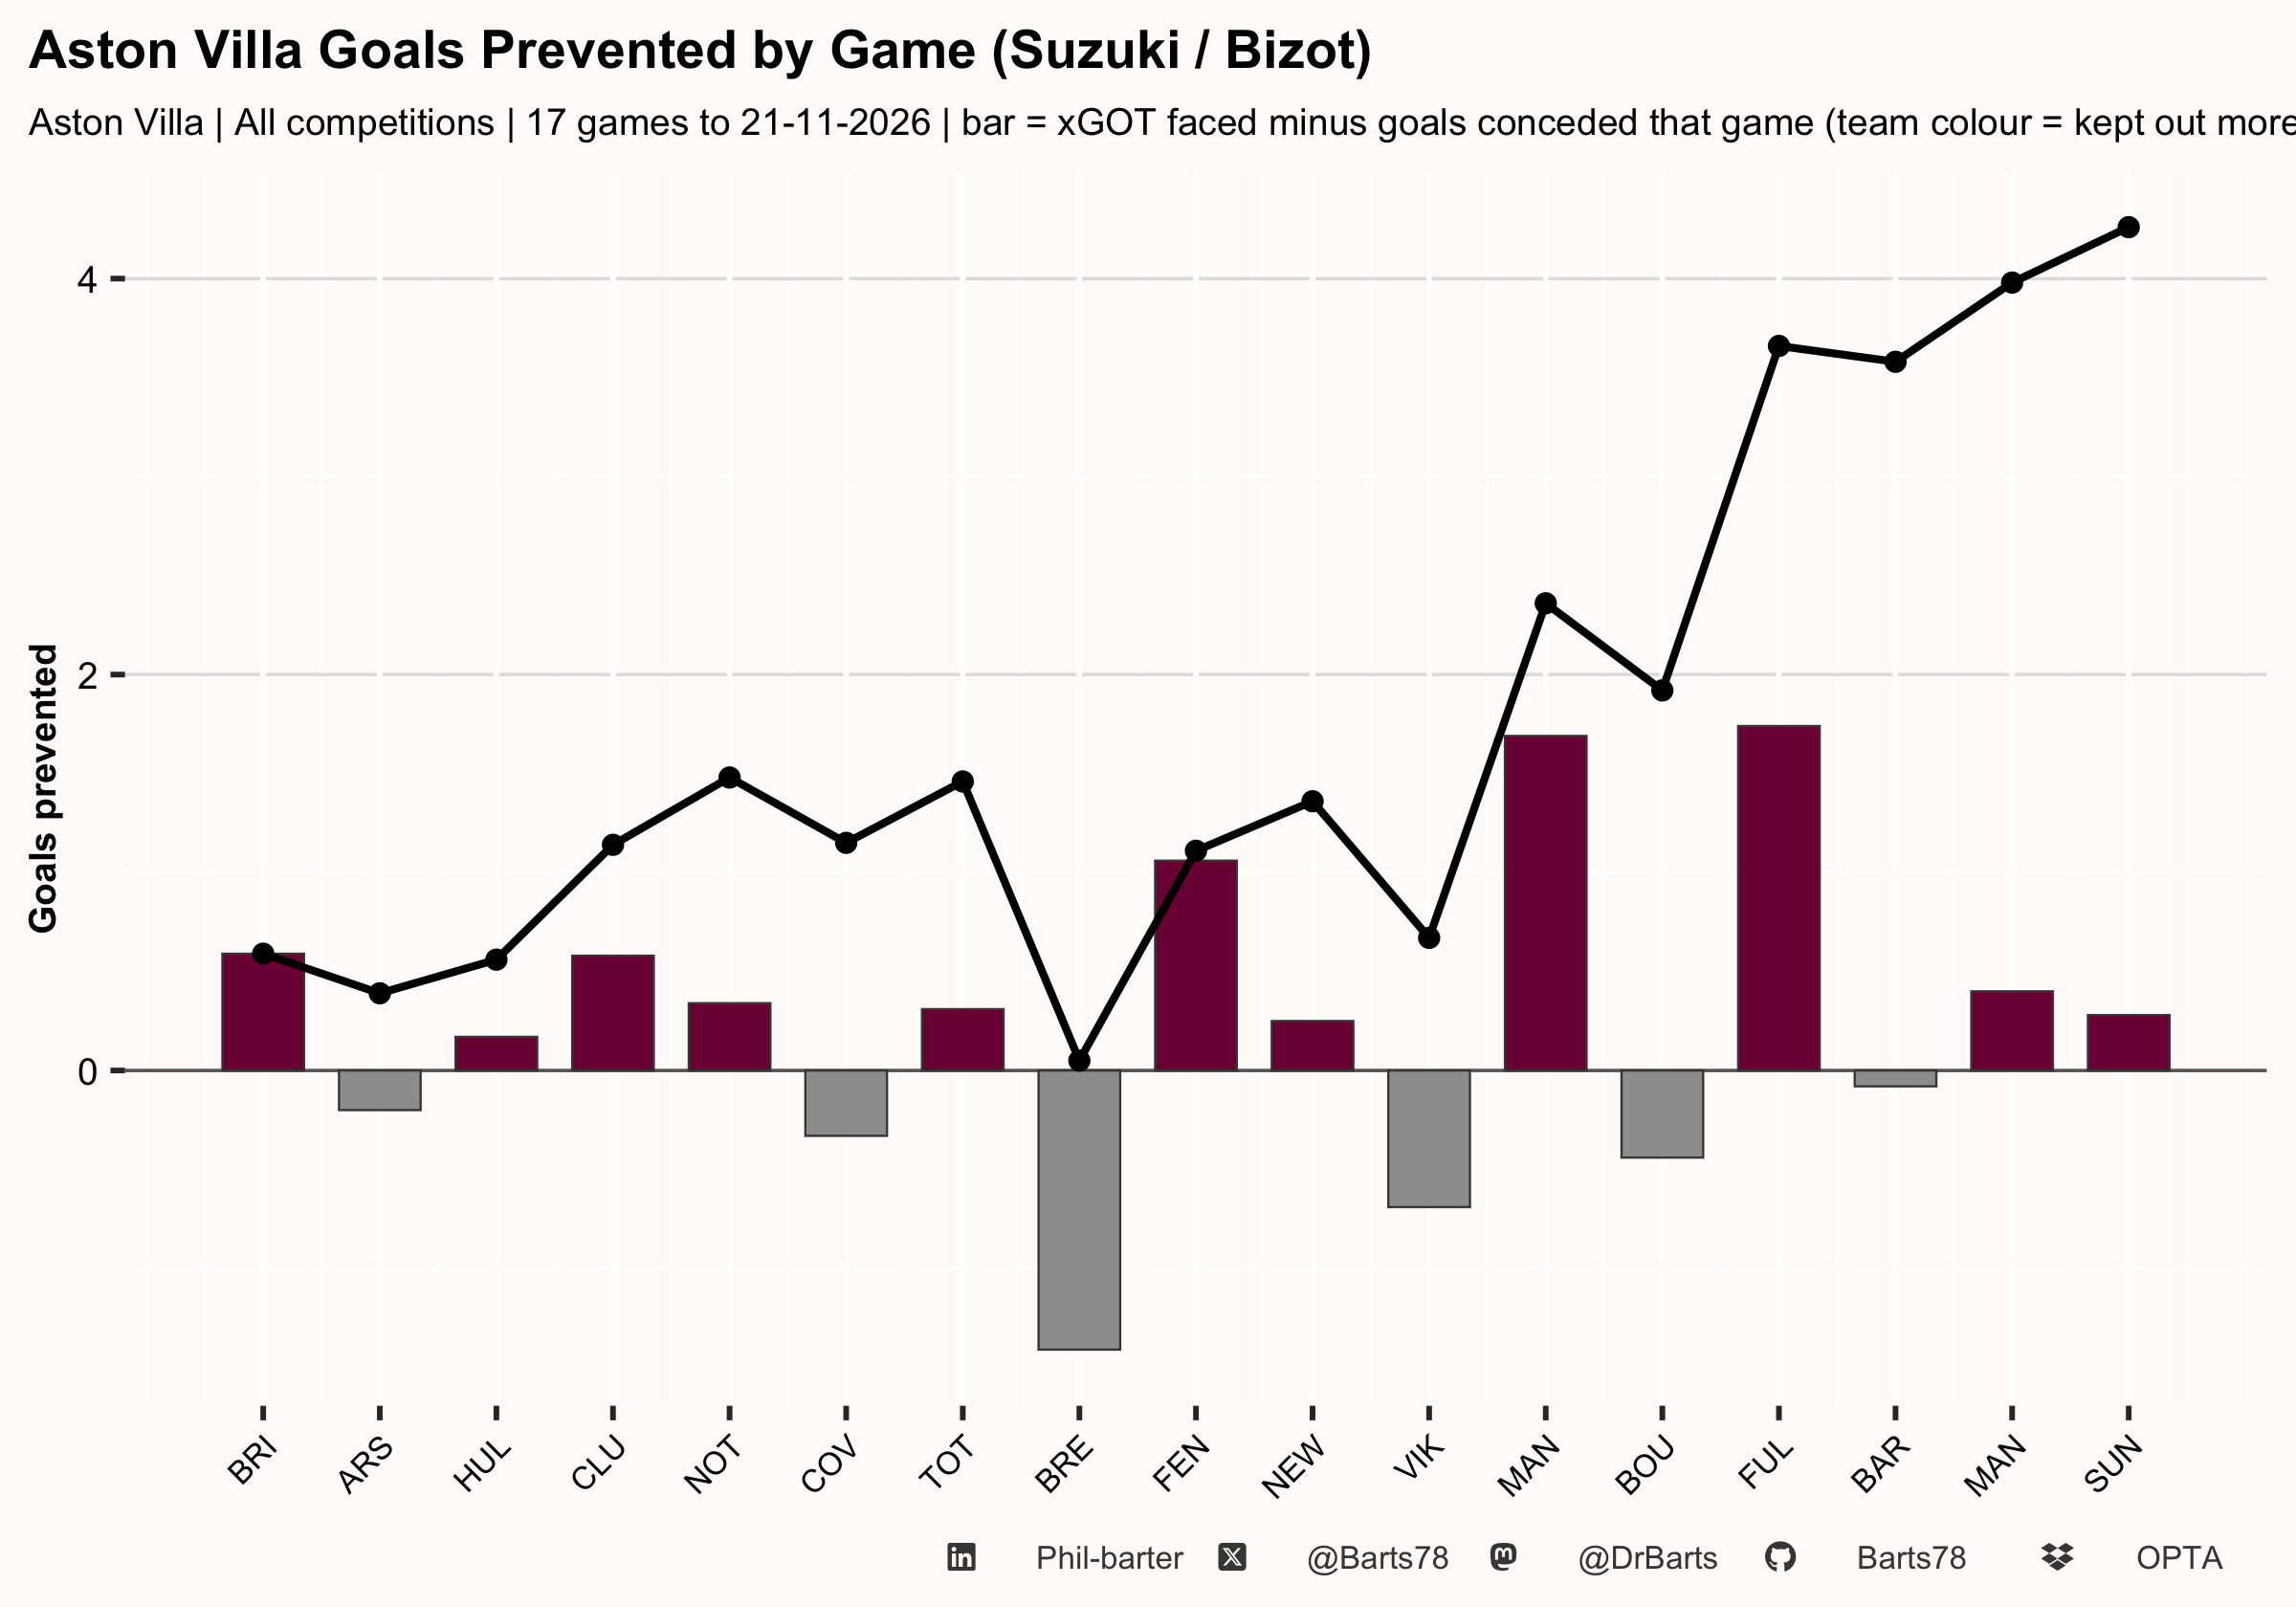 Aston Villa Goals Prevented by Game (Suzuki / Bizot)
Aston Villa | All competitions | 17 games to 21-11-2026 | bar = xGOT faced minus goals conceded that game (team colour = kept out more
Goals prevented
4
2
0
BRI
ARS
HUL
CLU
NOT
COV
TOT
BRE
FEN
NEW
VIK
MAN
BOU
FUL
BAR
MAN
SUN
Phil-barter @Barts78 @DrBarts Barts78 OPTA